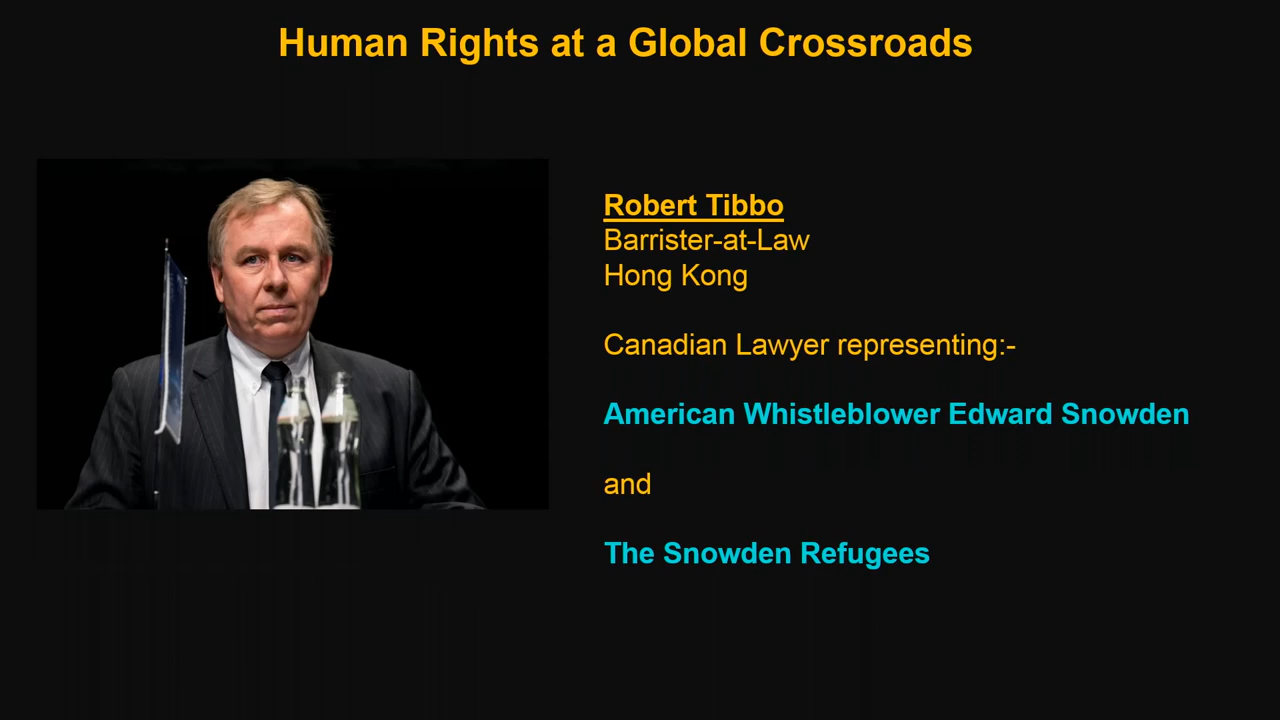 Human Rights at a Global Crossroads
Robert Tibbo
Barrister-at-Law
Hong Kong
Canadian Lawyer representing:-
American Whistleblower Edward Snowden
and
The Snowden Refugees